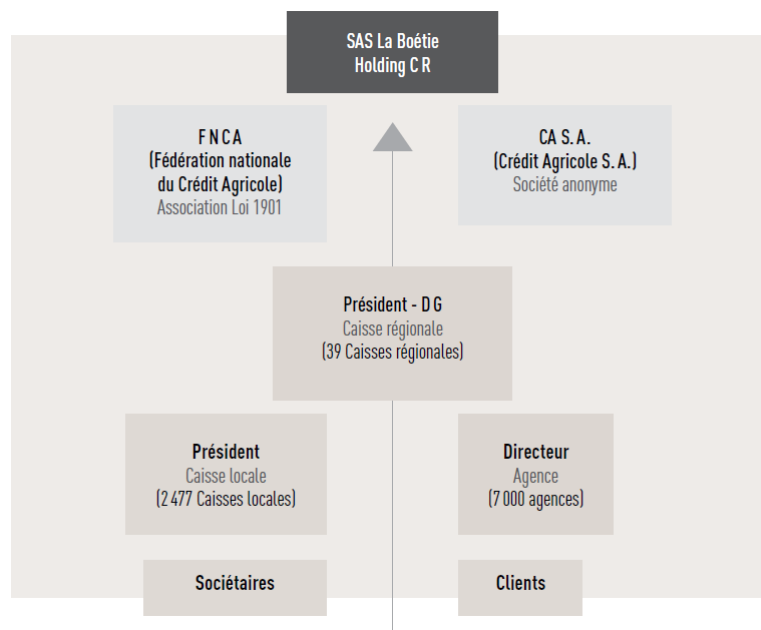 SAS La Boétie
Holding C R
F N C A
(Fédération nationale
du Crédit Agricole)
Association Loi 1901
CA S. A.
(Crédit Agricole S. A.)
Société anonyme
Président - D G
Caisse régionale
(39 Caisses régionales)
Président
Caisse locale
(2 477 Caisses locales)
Directeur
Agence
(7 000 agences)
Sociétaires
Clients